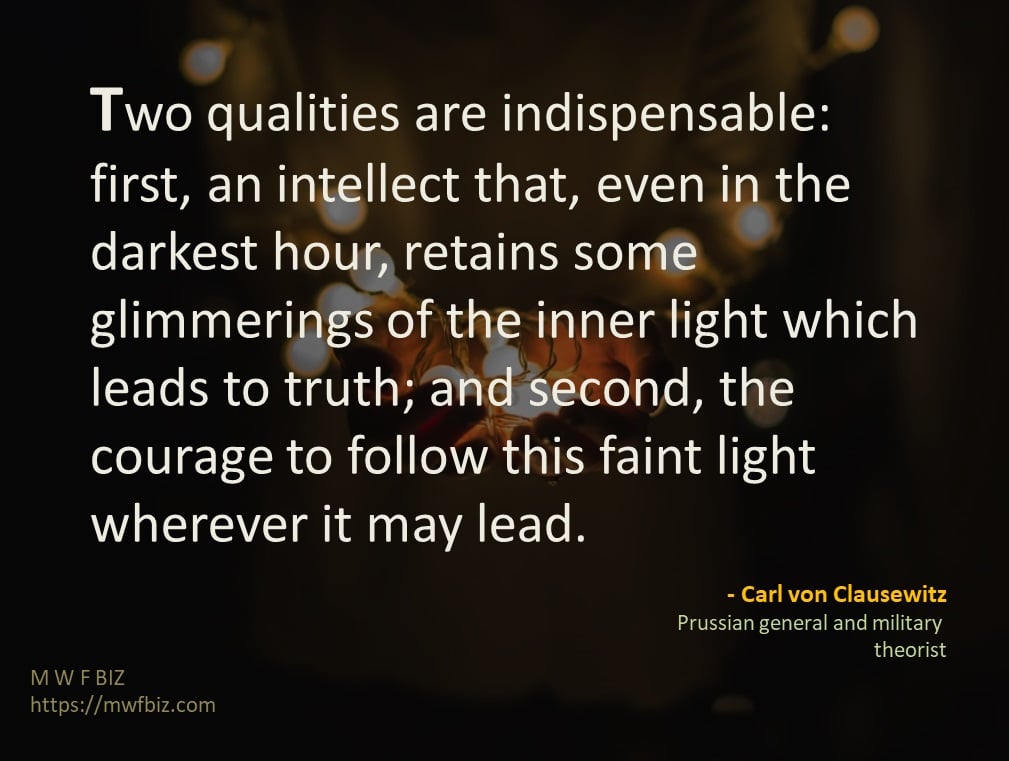 Two qualities are indispensable:
first, an intellect that, even in the
darkest hour, retains some
glimmerings of the inner light which
leads to truth; and second, the
courage to follow this faint light
wherever it may lead.
- Carl von Clausewitz
Prussian general and military
theorist
M W F BIZ
https://mwfbiz.com